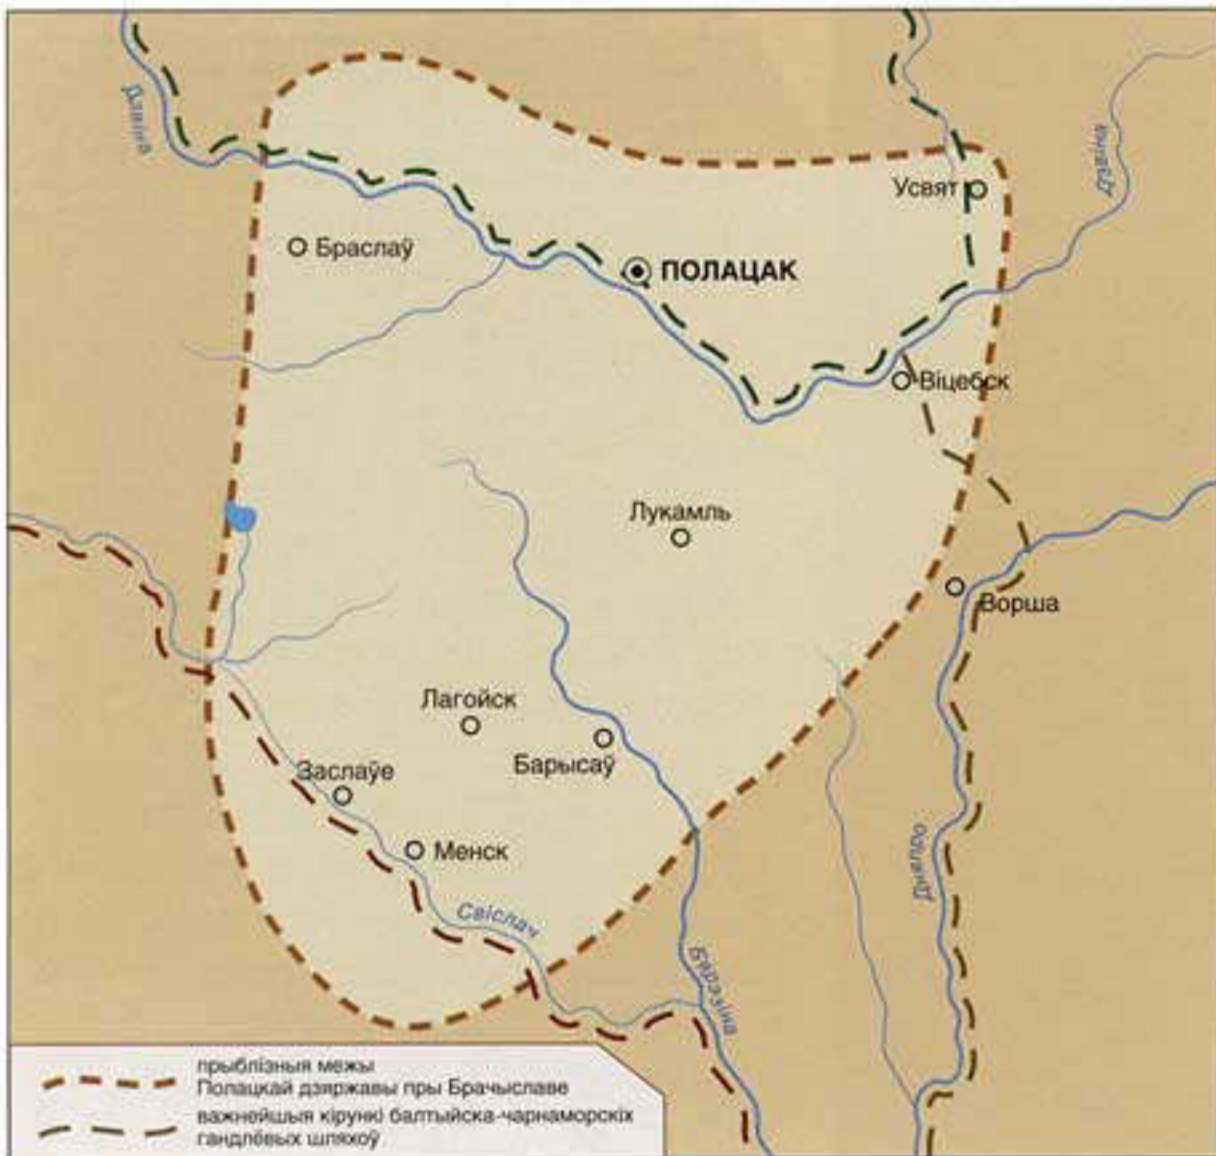 Дзвіна
Дзвіна
Усвят
Браслаў
ПОЛАЦАК
Віцебск
Лукамль
Ворша
Лагойск
Барысаў
Заслаўе
Менск
Свіслач
Бярэзіна
Дняпро
прыблізныя межы
Полацкай дзяржавы пры Брачыславе
важнейшыя кірункі балтыйска-чарнаморскіх
гандлёвых шляхоў